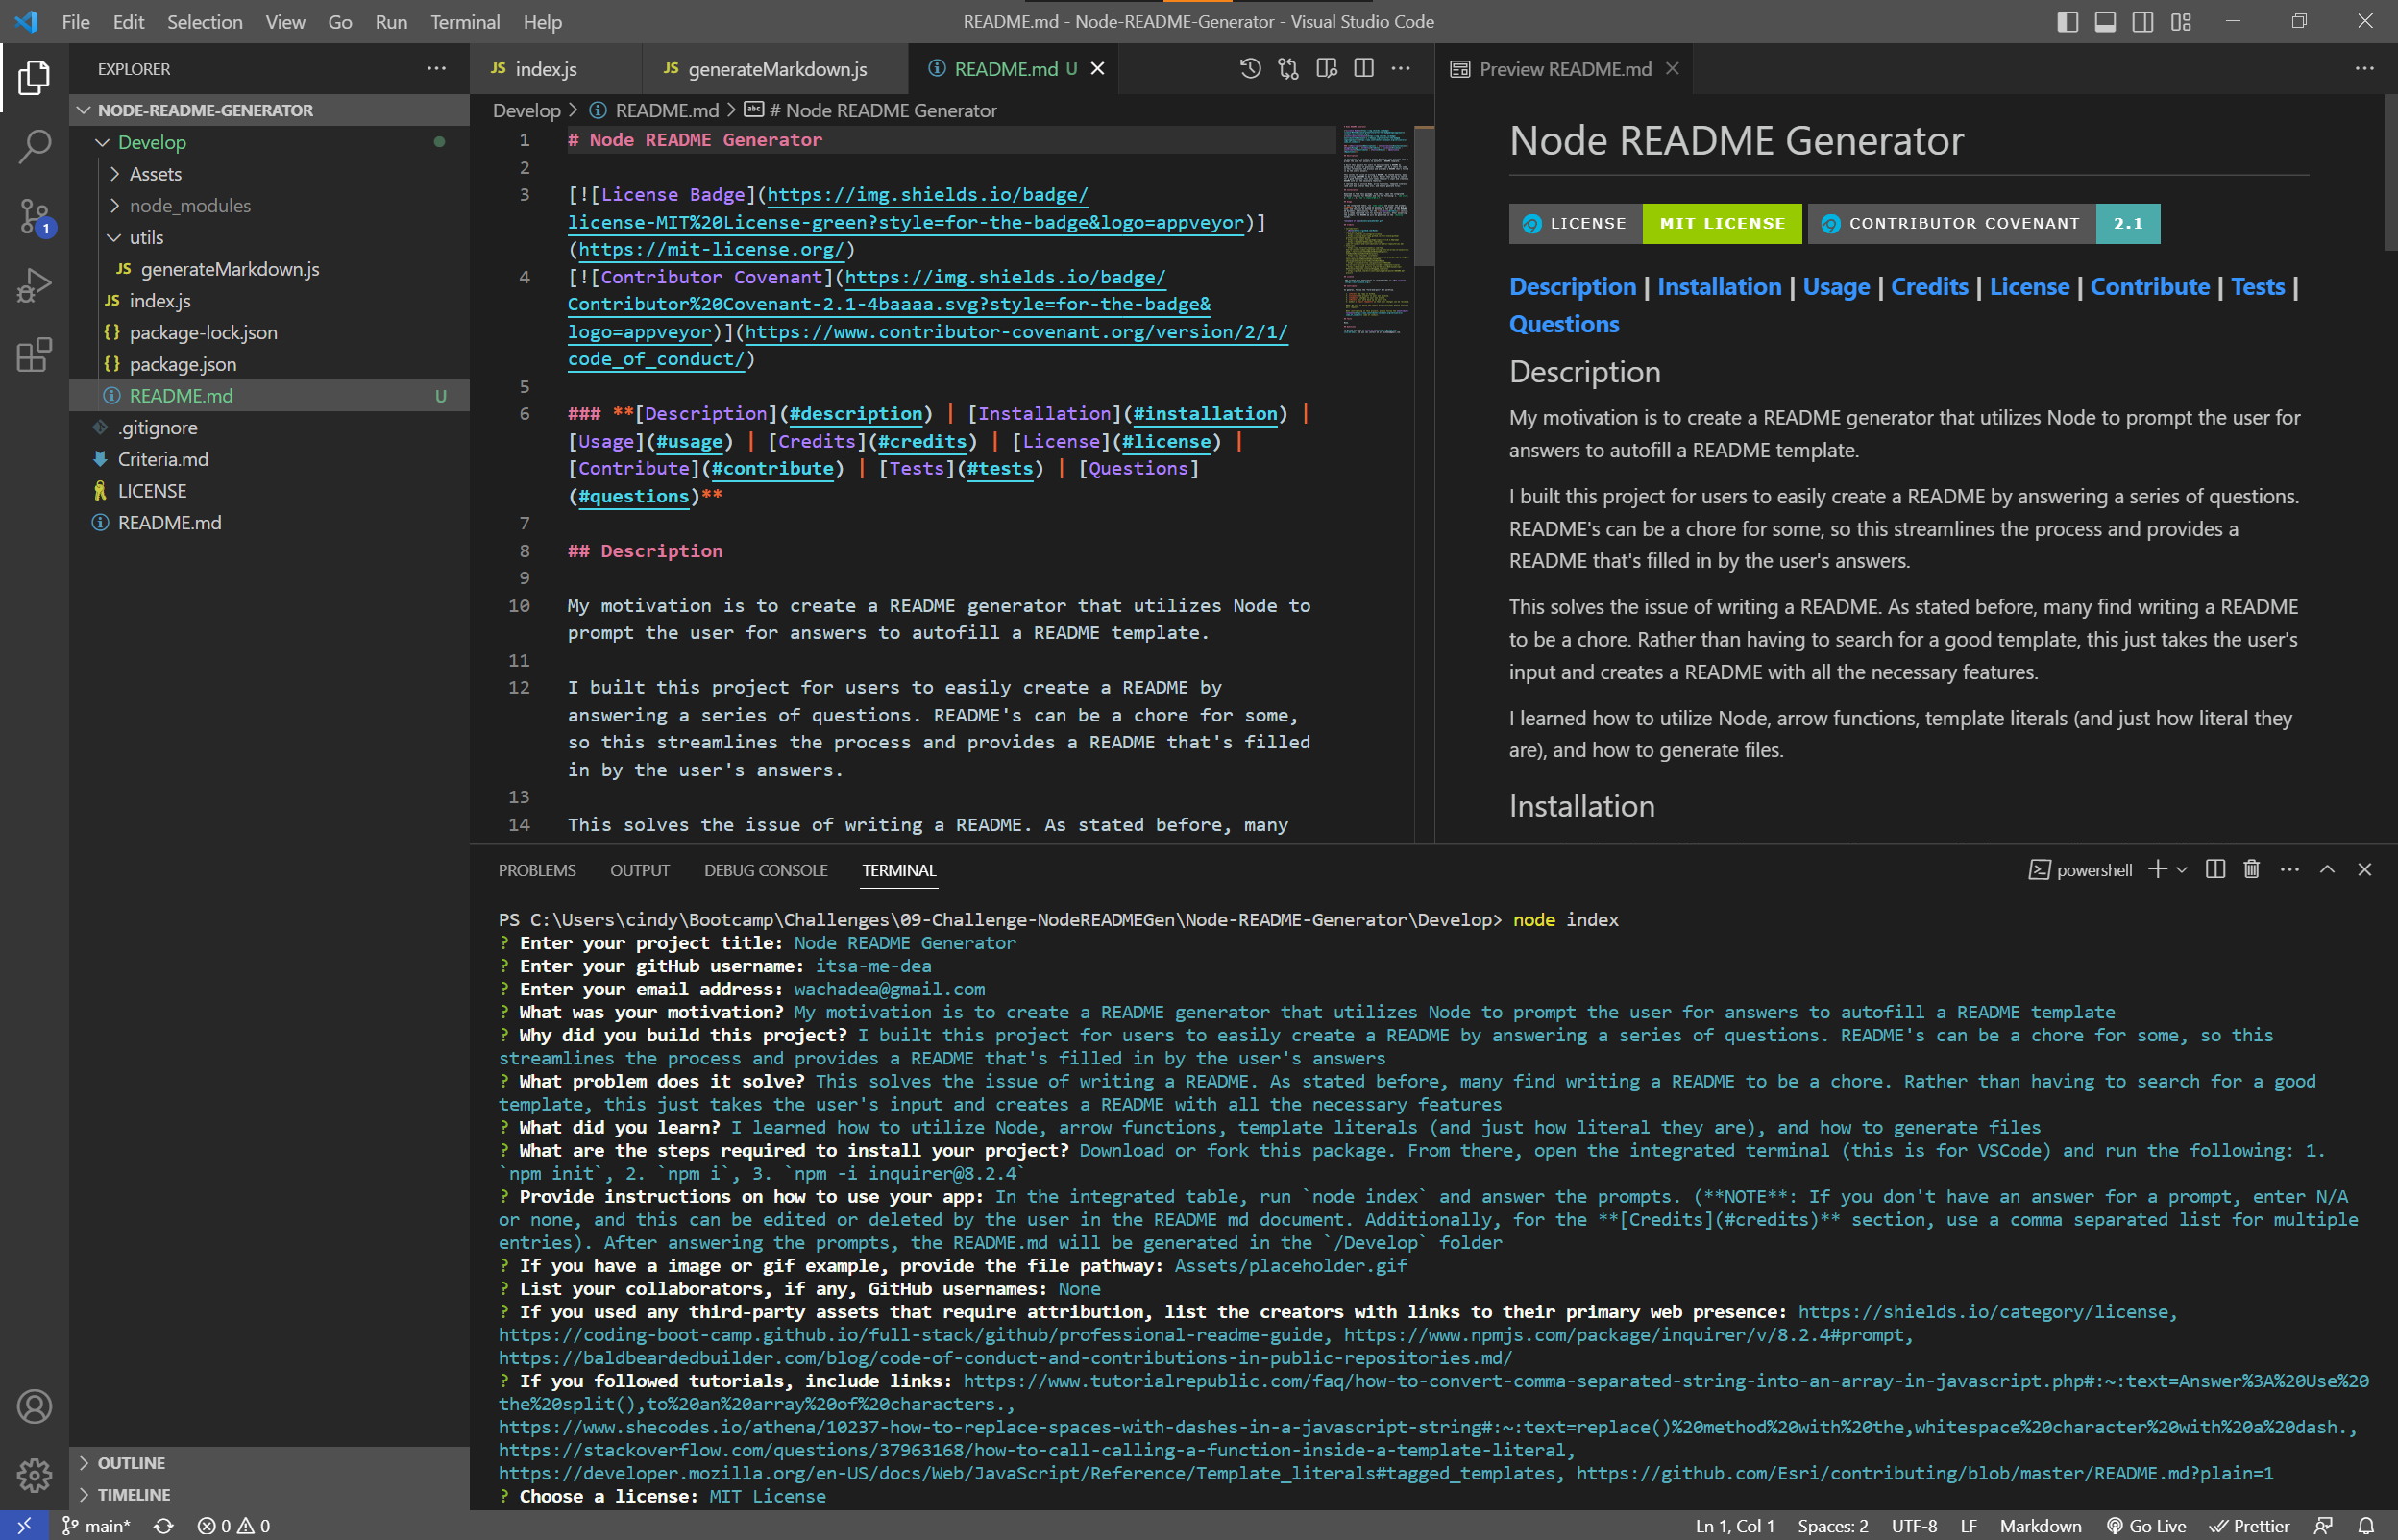 File Edit Selection View Go Run Terminal Help
README.md - Node-README-Generator - Visual Studio Code
EXPLORER
NODE-README-GENERATOR
Develop
Assets
node_modules
utils
JS generateMarkdown.js
JS index.js
{} package-lock.json
{} package.json
README.md U
.gitignore
Criteria.md
LICENSE
README.md
OUTLINE
TIMELINE
1
JS index.js
JS generateMarkdown.js
README.md U
Develop > README.md > # Node README Generator
1 # Node README Generator
2
3 [![License Badge](https://img.shields.io/badge/
license-MIT%20License-green?style=for-the-badge&logo=appveyor)]
(https://mit-license.org/)
4 [![Contributor Covenant](https://img.shields.io/badge/
Contributor%20Covenant-2.1-4baaaa.svg?style=for-the-badge&
logo=appveyor)](https://www.contributor-covenant.org/version/2/1/
code_of_conduct/)
5
6 ### **[Description](#description) | [Installation](#installation) |
[Usage](#usage) | [Credits](#credits) | [License](#license) |
[Contribute](#contribute) | [Tests](#tests) | [Questions]
(#questions)**
7
8 ## Description
9
10 My motivation is to create a README generator that utilizes Node to
prompt the user for answers to autofill a README template.
11
12 I built this project for users to easily create a README by
answering a series of questions. README's can be a chore for some,
so this streamlines the process and provides a README that's filled
in by the user's answers.
13
14 This solves the issue of writing a README. As stated before, many
Preview README.md
Node README Generator
LICENSE MIT LICENSE CONTRIBUTOR COVENANT 2.1
Description | Installation | Usage | Credits | License | Contribute | Tests |
Questions
Description
My motivation is to create a README generator that utilizes Node to prompt the user for
answers to autofill a README template.
I built this project for users to easily create a README by answering a series of questions.
README's can be a chore for some, so this streamlines the process and provides a
README that's filled in by the user's answers.
This solves the issue of writing a README. As stated before, many find writing a README
to be a chore. Rather than having to search for a good template, this just takes the user's
input and creates a README with all the necessary features.
I learned how to utilize Node, arrow functions, template literals (and just how literal they
are), and how to generate files.
Installation
PROBLEMS OUTPUT DEBUG CONSOLE TERMINAL
powershell
PS C:\Users\cindy\Bootcamp\Challenges\09-Challenge-NodeREADMEGen\Node-README-Generator\Develop> node index
? Enter your project title: Node README Generator
? Enter your gitHub username: itsa-me-dea
? Enter your email address: wachadea@gmail.com
? What was your motivation? My motivation is to create a README generator that utilizes Node to prompt the user for answers to autofill a README template
? Why did you build this project? I built this project for users to easily create a README by answering a series of questions. README's can be a chore for some, so this
streamlines the process and provides a README that's filled in by the user's answers
? What problem does it solve? This solves the issue of writing a README. As stated before, many find writing a README to be a chore. Rather than having to search for a good
template, this just takes the user's input and creates a README with all the necessary features
? What did you learn? I learned how to utilize Node, arrow functions, template literals (and just how literal they are), and how to generate files
? What are the steps required to install your project? Download or fork this package. From there, open the integrated terminal (this is for VSCode) and run the following: 1.
`npm init`, 2. `npm i`, 3. `npm -i inquirer@8.2.4`
? Provide instructions on how to use your app: In the integrated table, run `node index` and answer the prompts. (**NOTE**: If you don't have an answer for a prompt, enter N/A
or none, and this can be edited or deleted by the user in the README md document. Additionally, for the **[Credits](#credits)** section, use a comma separated list for multiple
entries). After answering the prompts, the README.md will be generated in the `/Develop` folder
? If you have a image or gif example, provide the file pathway: Assets/placeholder.gif
? List your collaborators, if any, GitHub usernames: None
? If you used any third-party assets that require attribution, list the creators with links to their primary web presence: https://shields.io/category/license,
https://coding-boot-camp.github.io/full-stack/github/professional-readme-guide, https://www.npmjs.com/package/inquirer/v/8.2.4#prompt,
https://baldbeardedbuilder.com/blog/code-of-conduct-and-contributions-in-public-repositories.md/
? If you followed tutorials, include links: https://www.tutorialrepublic.com/faq/how-to-convert-comma-separated-string-into-an-array-in-javascript.php#:~:text=Answer%3A%20Use%20
the%20split(),to%20an%20array%20of%20characters.,
https://www.shecodes.io/athena/10237-how-to-replace-spaces-with-dashes-in-a-javascript-string#:~:text=replace()%20method%20with%20the,whitespace%20character%20with%20a%20dash.,
https://stackoverflow.com/questions/37963168/how-to-call-calling-a-function-inside-a-template-literal,
https://developer.mozilla.org/en-US/docs/Web/JavaScript/Reference/Template_literals#tagged_templates, https://github.com/Esri/contributing/blob/master/README.md?plain=1
? Choose a license: MIT License
main* 0 0
Ln 1, Col 1 Spaces: 2 UTF-8 LF Markdown Go Live Prettier